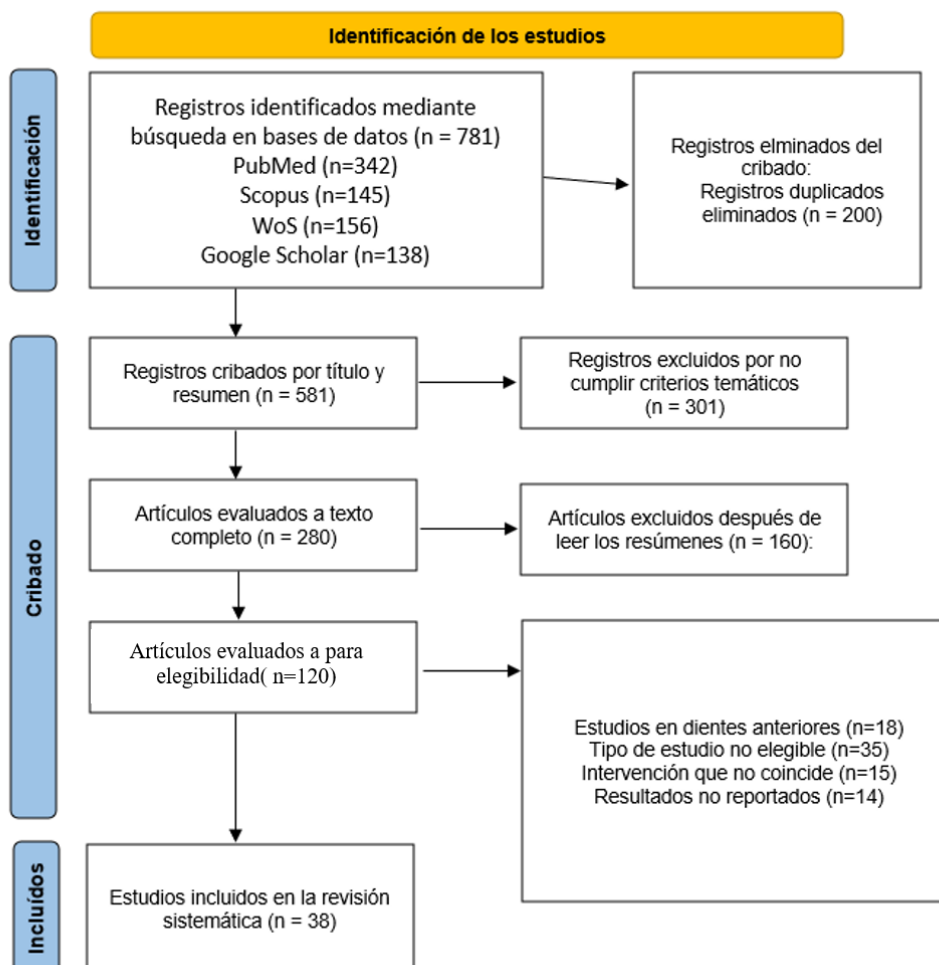 Identificación de los estudios
Identificación
Registros identificados mediante
búsqueda en bases de datos (n = 781)
PubMed (n=342)
Scopus (n=145)
WoS (n=156)
Google Scholar (n=138)
Registros elminados del
cribado:
Registros duplicados
eliminados (n = 200)
Cribado
Registros cribados por título y
resumen (n = 581)
Registros excluidos por no
cumplir criterios temáticos
(n = 301)
Artículos evaluados a texto
completo (n = 280)
Artículos excluidos después de
leer los resúmenes (n = 160):
Artículos evaluados a para
elegibilidad( n=120)
Estudios en dientes anteriores (n=18)
Tipo de estudio no elegible (n=35)
Intervención que no coincide (n=15)
Resultados no reportados (n=14)
Incluídos
Estudios incluidos en la revisión
sistemática (n = 38)